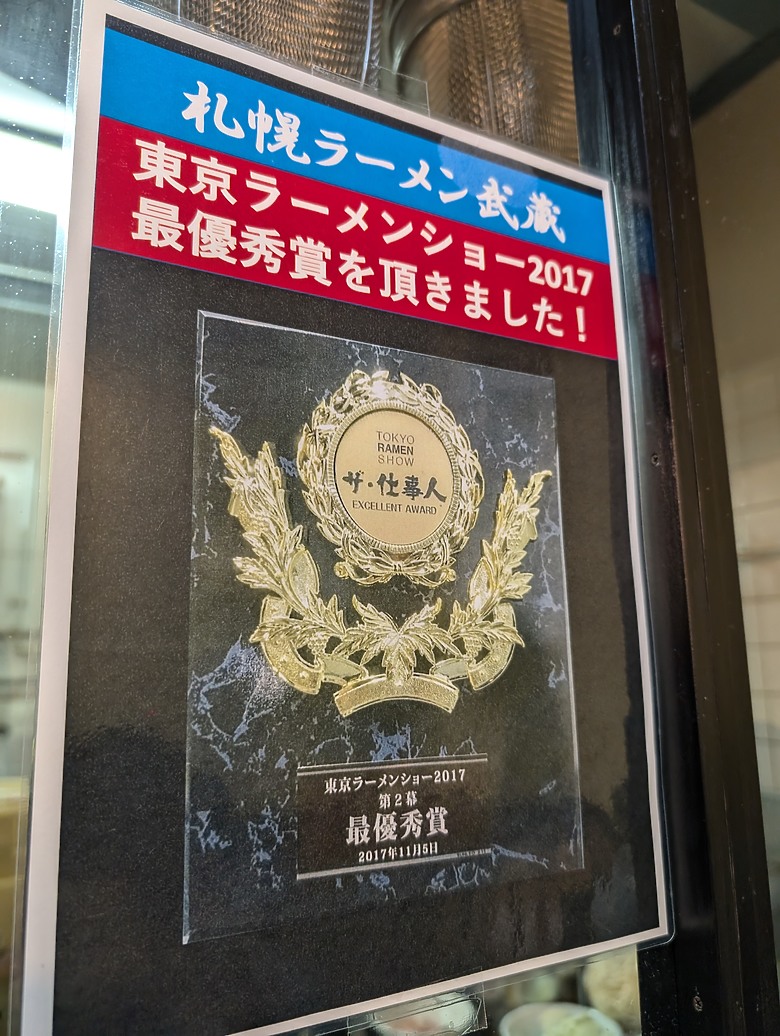 札幌ラーメン武蔵
東京ラーメンショー2017
最優秀賞を頂きました！
TOKYO
RAMEN
SHOW
ザ・仕事人
EXCELLENT AWARD
東京ラーメンショー2017
第2幕
最優秀賞
2017年11月5日